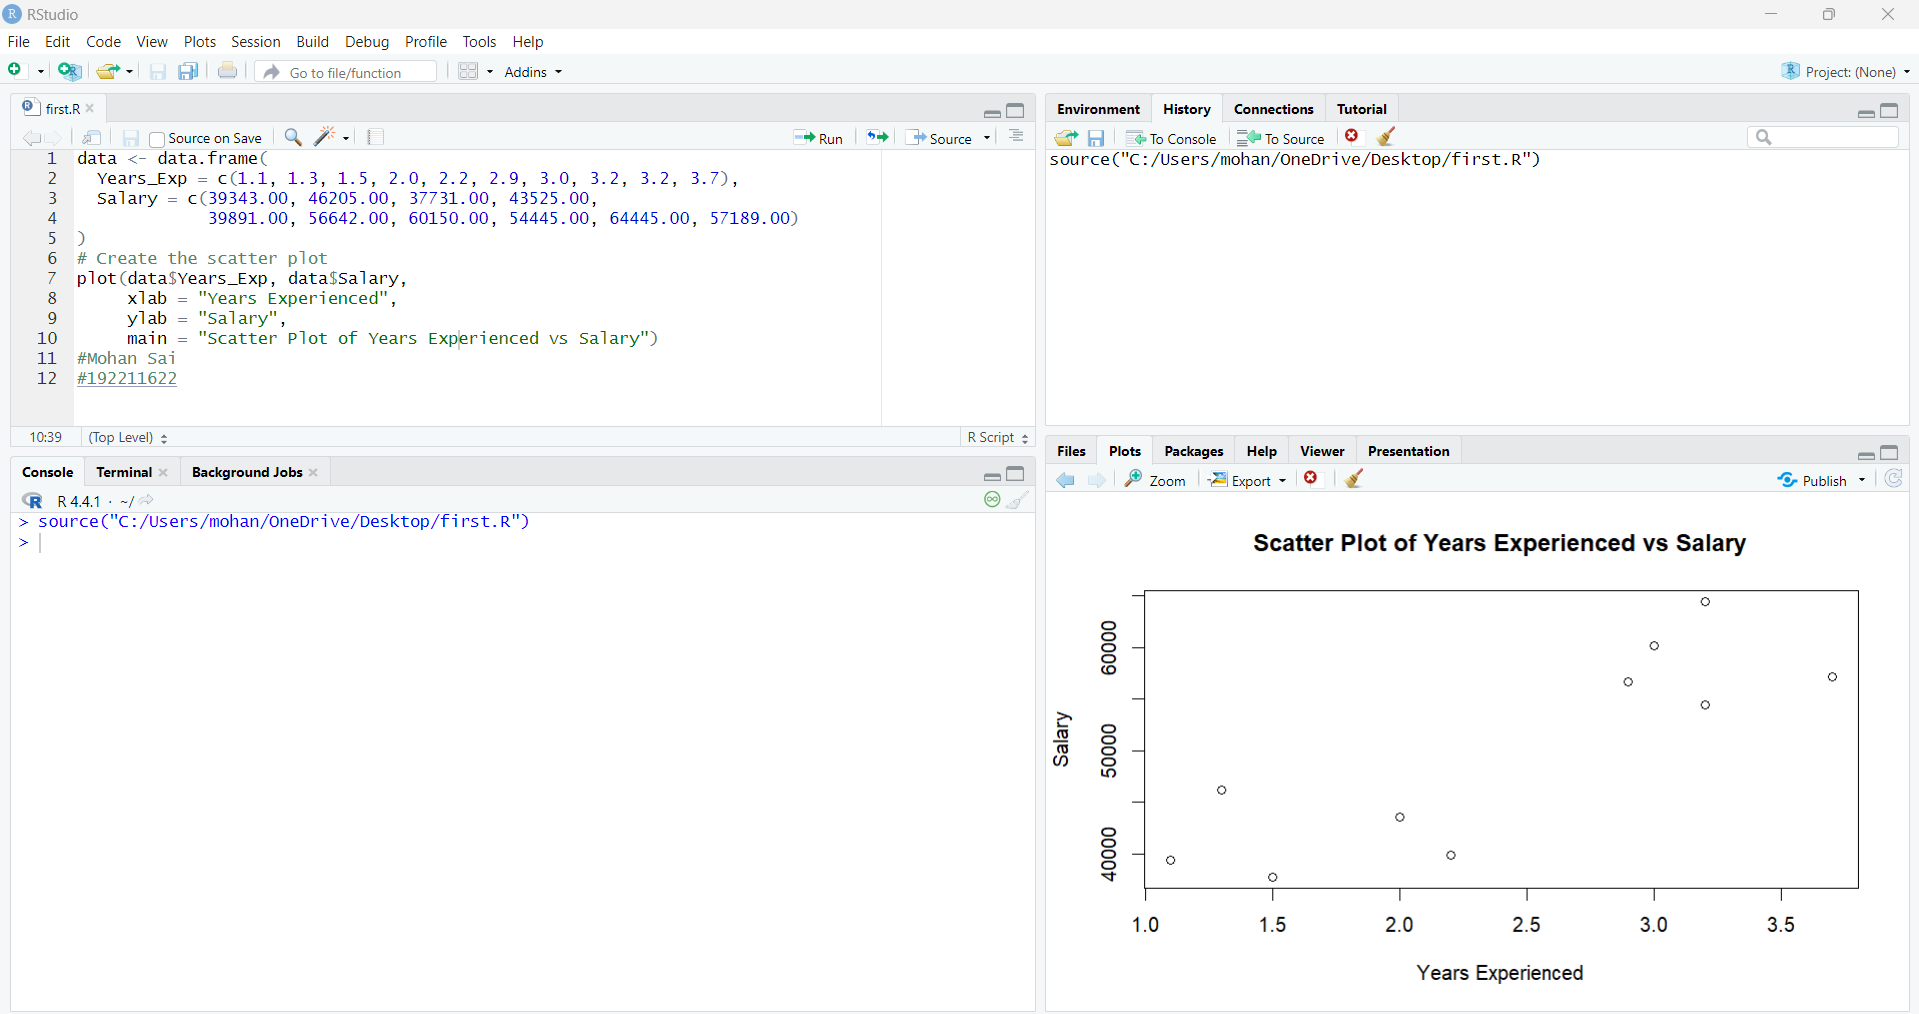 RStudio
File Edit Code View Plots Session Build Debug Profile Tools Help
Go to file/function Addins Project: (None)
first.R
Source on Save Run Source
1 data <- data.frame(
2   Years_Exp = c(1.1, 1.3, 1.5, 2.0, 2.2, 2.9, 3.0, 3.2, 3.2, 3.7),
3   Salary = c(39343.00, 46205.00, 37731.00, 43525.00,
4              39891.00, 56642.00, 60150.00, 54445.00, 64445.00, 57189.00)
5 )
6 # Create the scatter plot
7 plot(data$Years_Exp, data$Salary,
8      xlab = "Years Experienced",
9      ylab = "Salary",
10      main = "Scatter Plot of Years Experienced vs Salary")
11 #Mohan Sai
12 #192211622
10:39 (Top Level) R Script
Console Terminal Background Jobs
R R 4.4.1 · ~/
> source("C:/Users/mohan/OneDrive/Desktop/first.R")
>
Environment History Connections Tutorial
To Console To Source
source("C:/Users/mohan/OneDrive/Desktop/first.R")
Files Plots Packages Help Viewer Presentation
Zoom Export Publish
Scatter Plot of Years Experienced vs Salary
60000
50000
40000
Salary
1.0 1.5 2.0 2.5 3.0 3.5
Years Experienced